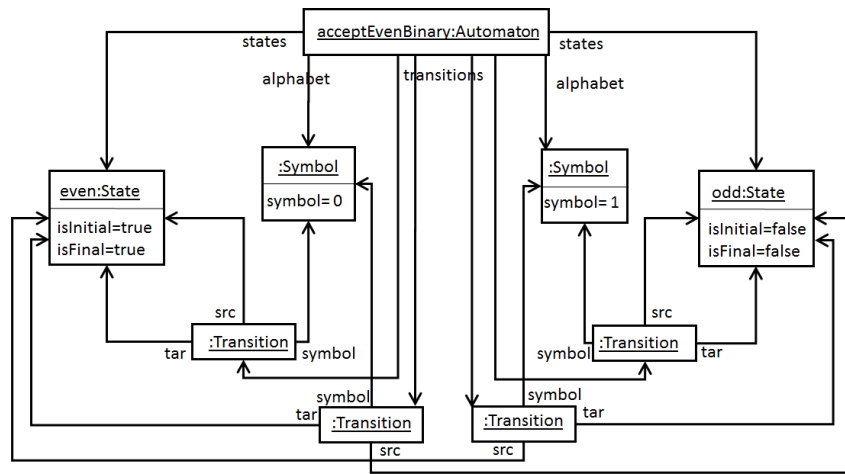 acceptEvenBinary:Automaton
states
states
alphabet
transitions
alphabet
:Symbol
symbol= 0
:Symbol
symbol= 1
even:State
isInitial=true
isFinal=true
odd:State
isInitial=false
isFinal=false
src
:Transition
tar
symbol
src
:Transition
symbol
tar
symbol
tar
:Transition
src
symbol
:Transition
tar
src